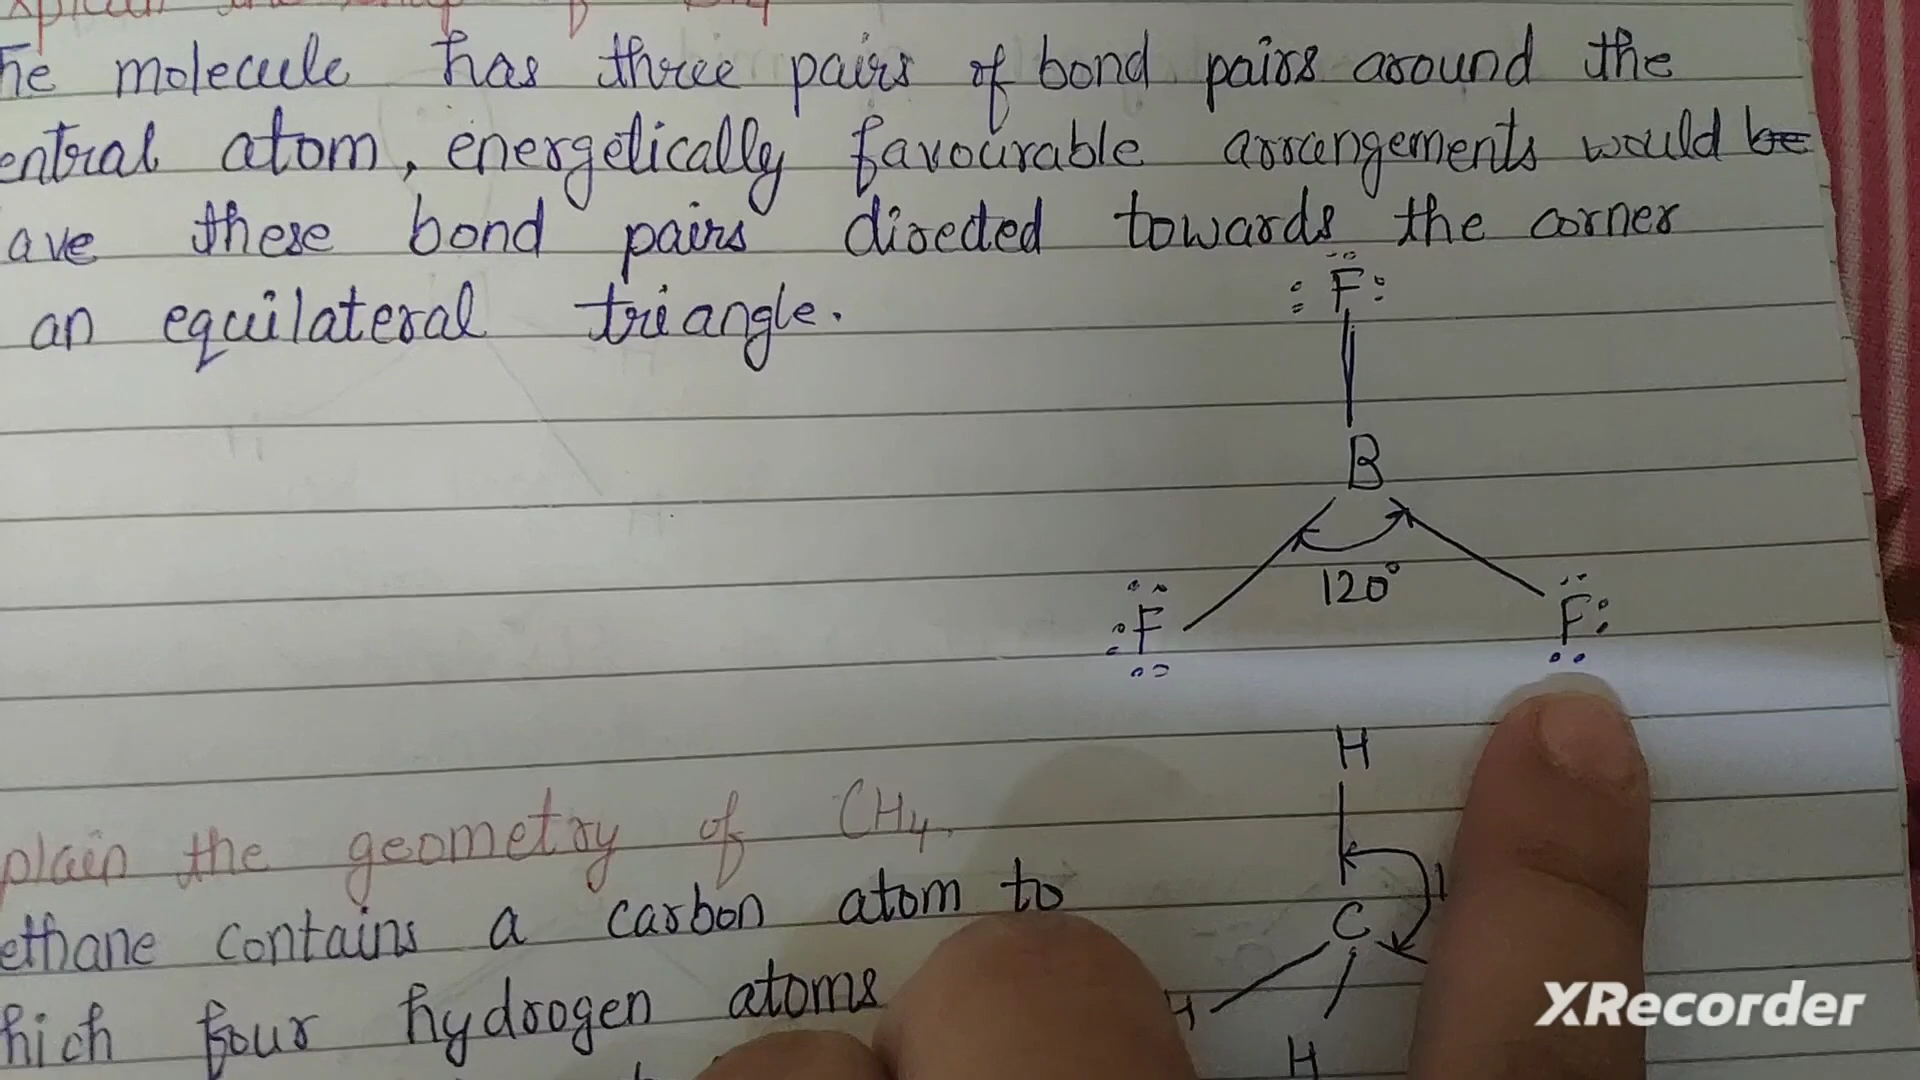 he molecule has three pairs of bond pairs around the
entral atom, energetically favourable arrangements would be
ave these bond pairs directed towards the corner
an equilateral triangle.
F
B
120°
F F
H
plain the geometry of CH4.
ethane contains a carbon atom to
C
hich four hydrogen atoms
H
H
XRecorder